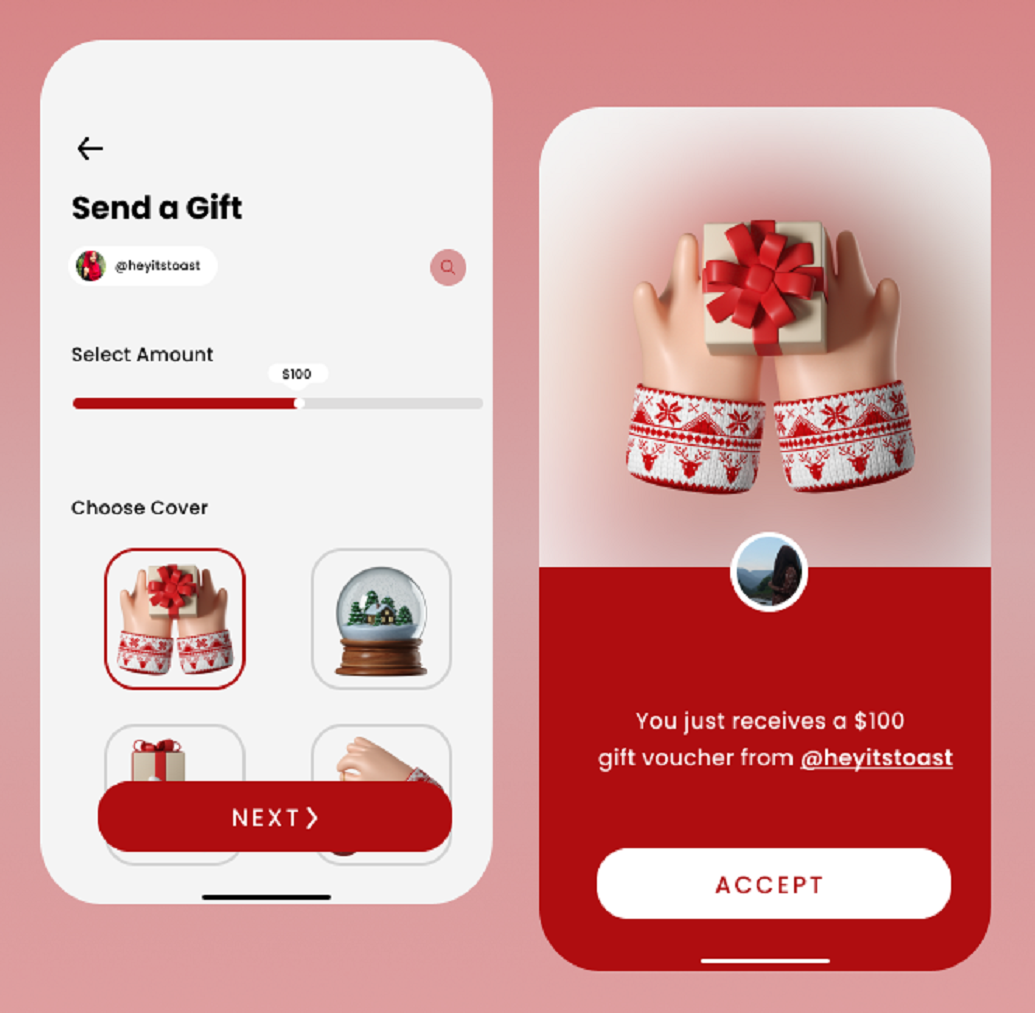 Send a Gift
@heyitstoast
Select Amount
$100
Choose Cover
NEXT
You just receives a $100
gift voucher from @heyitstoast
ACCEPT